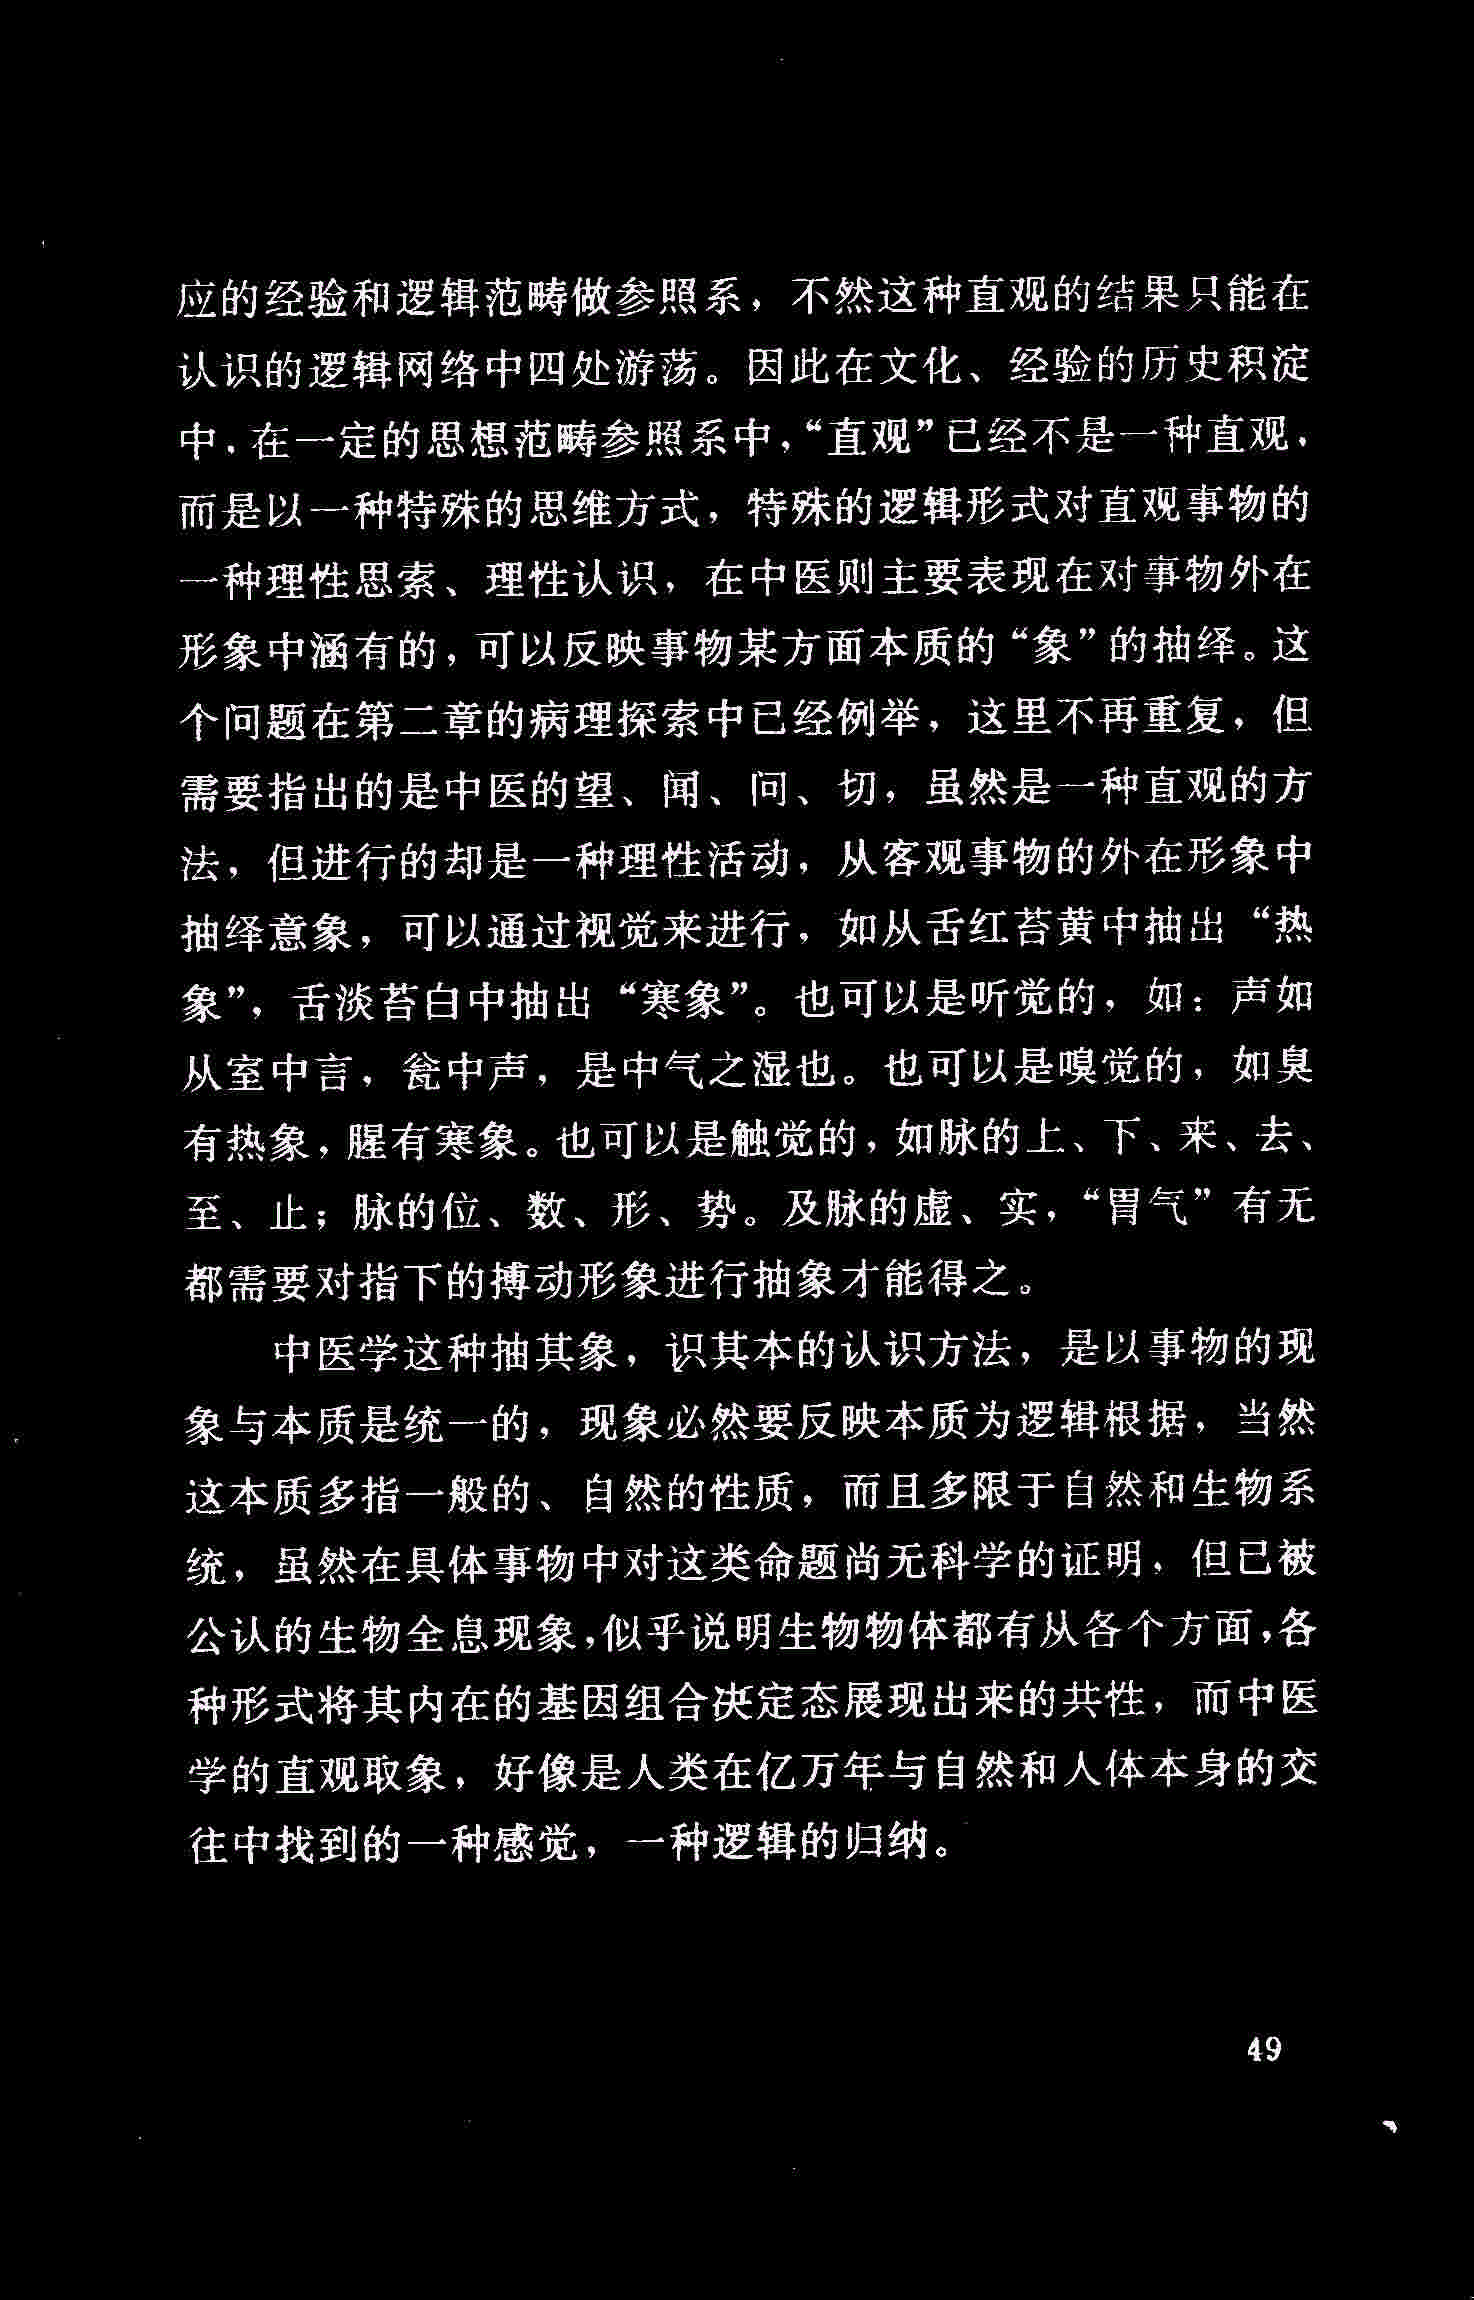 应的经验和逻辑范畴做参照系，不然这种直观的结果只能在
认识的逻辑网络中四处游荡。因此在文化、经验的历史积淀
中，在一定的思想范畴参照系中，“直观”已经不是一种直观，
而是以一种特殊的思维方式，特殊的逻辑形式对直观事物的
一种理性思索、理性认识，在中医则主要表现在对事物外在
形象中涵有的，可以反映事物某方面本质的“象”的抽绎。这
个问题在第二章的病理探索中已经例举，这里不再重复，但
需要指出的是中医的望、闻、问、切，虽然是一种直观的方
法，但进行的却是一种理性活动，从客观事物的外在形象中
抽绎意象，可以通过视觉来进行，如从舌红苔黄中抽出“热
象”，舌淡苔白中抽出“寒象”。也可以是听觉的，如：声如
从室中言，瓮中声，是中气之湿也。也可以是嗅觉的，如臭
有热象，腥有寒象。也可以是触觉的，如脉的上、下、来、去、
至、止；脉的位、数、形、势。及脉的虚、实，“胃气”有无
都需要对指下的搏动形象进行抽象才能得之。
中医学这种抽其象，识其本的认识方法，是以事物的现
象与本质是统一的，现象必然要反映本质为逻辑根据，当然
这本质多指一般的、自然的性质，而且多限于自然和生物系
统，虽然在具体事物中对这类命题尚无科学的证明，但已被
公认的生物全息现象，似乎说明生物物体都有从各个方面，各
种形式将其内在的基因组合决定态展现出来的共性，而中医
学的直观取象，好像是人类在亿万年与自然和人体本身的交
往中找到的一种感觉，一种逻辑的归纳。
49